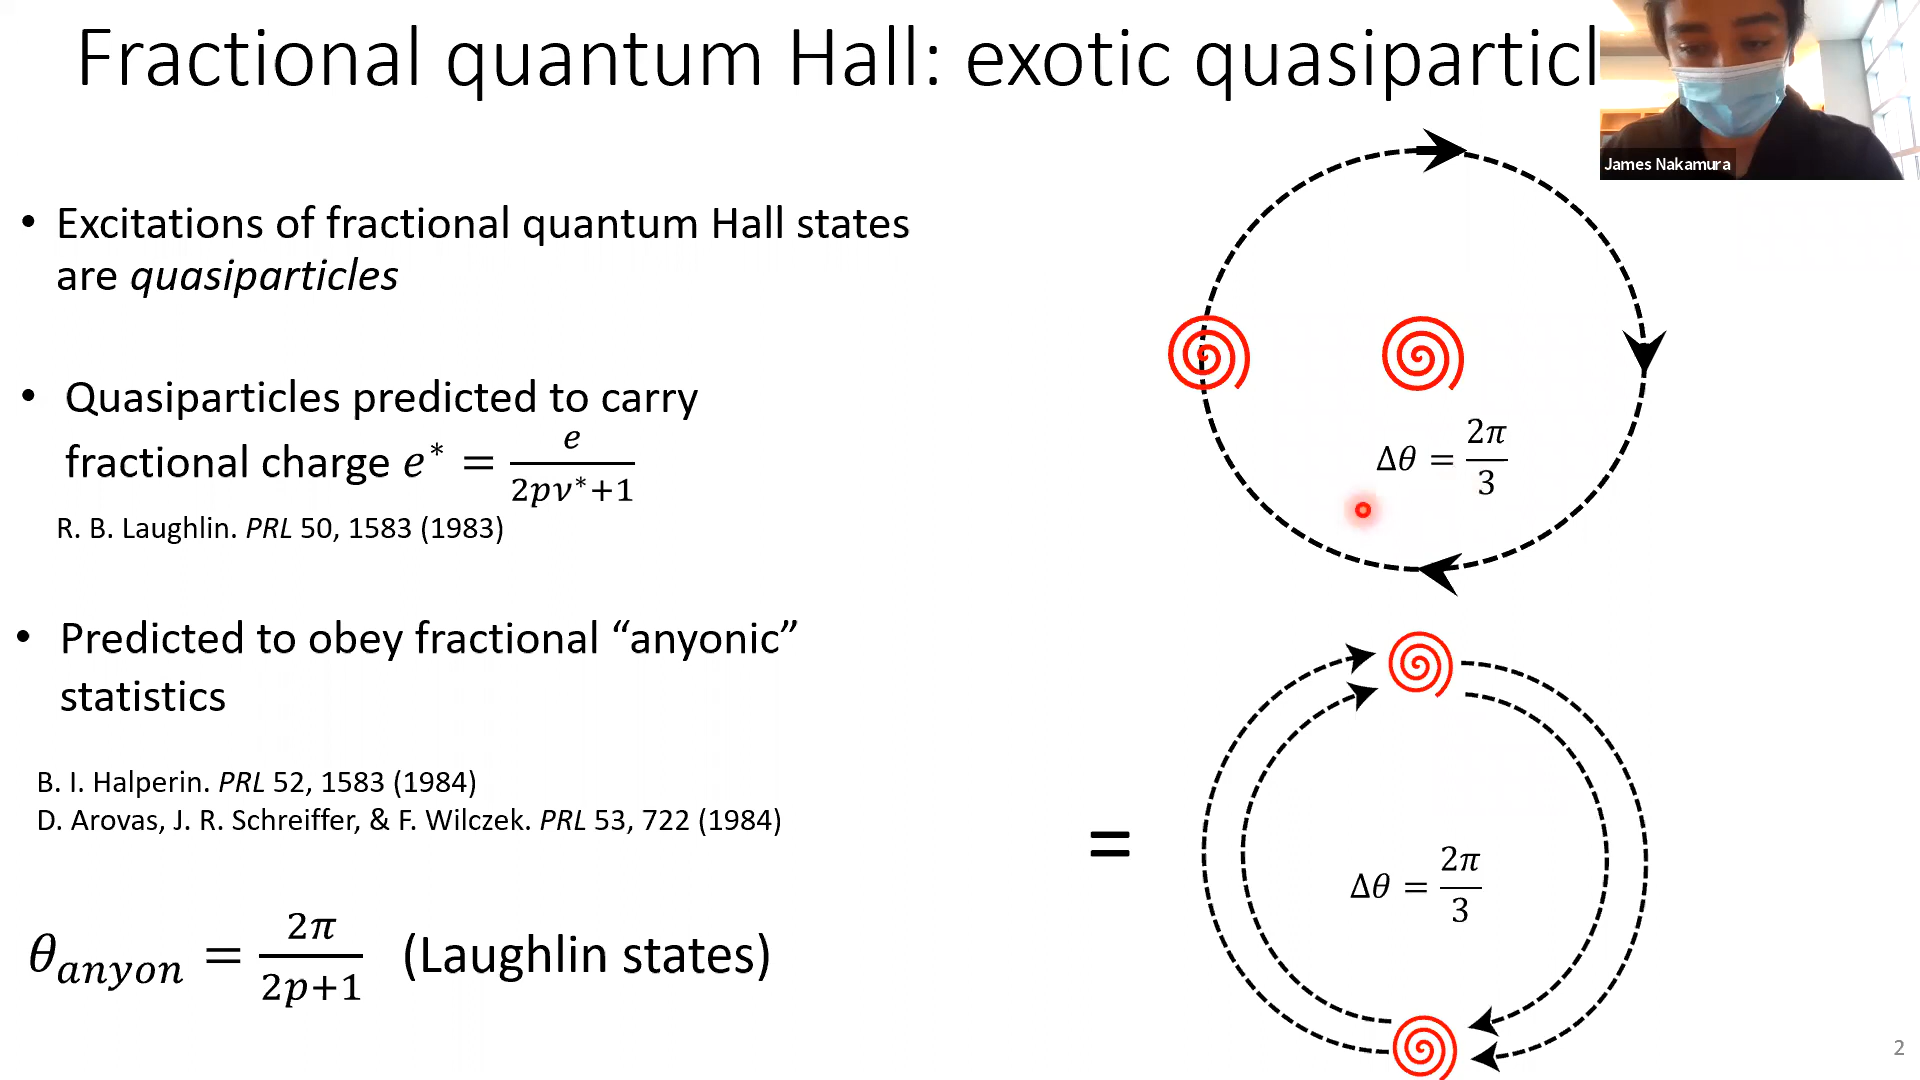 Fractional quantum Hall: exotic quasiparticl
James Nakamura
• Excitations of fractional quantum Hall states
are quasiparticles
• Quasiparticles predicted to carry
fractional charge e* = e/(2pν*+1)
R. B. Laughlin. PRL 50, 1583 (1983)
• Predicted to obey fractional “anyonic”
statistics
B. I. Halperin. PRL 52, 1583 (1984)
D. Arovas, J. R. Schreiffer, & F. Wilczek. PRL 53, 722 (1984)
θ_anyon = 2π/(2p+1) (Laughlin states)
Δθ = 2π/3
=
Δθ = 2π/3
2